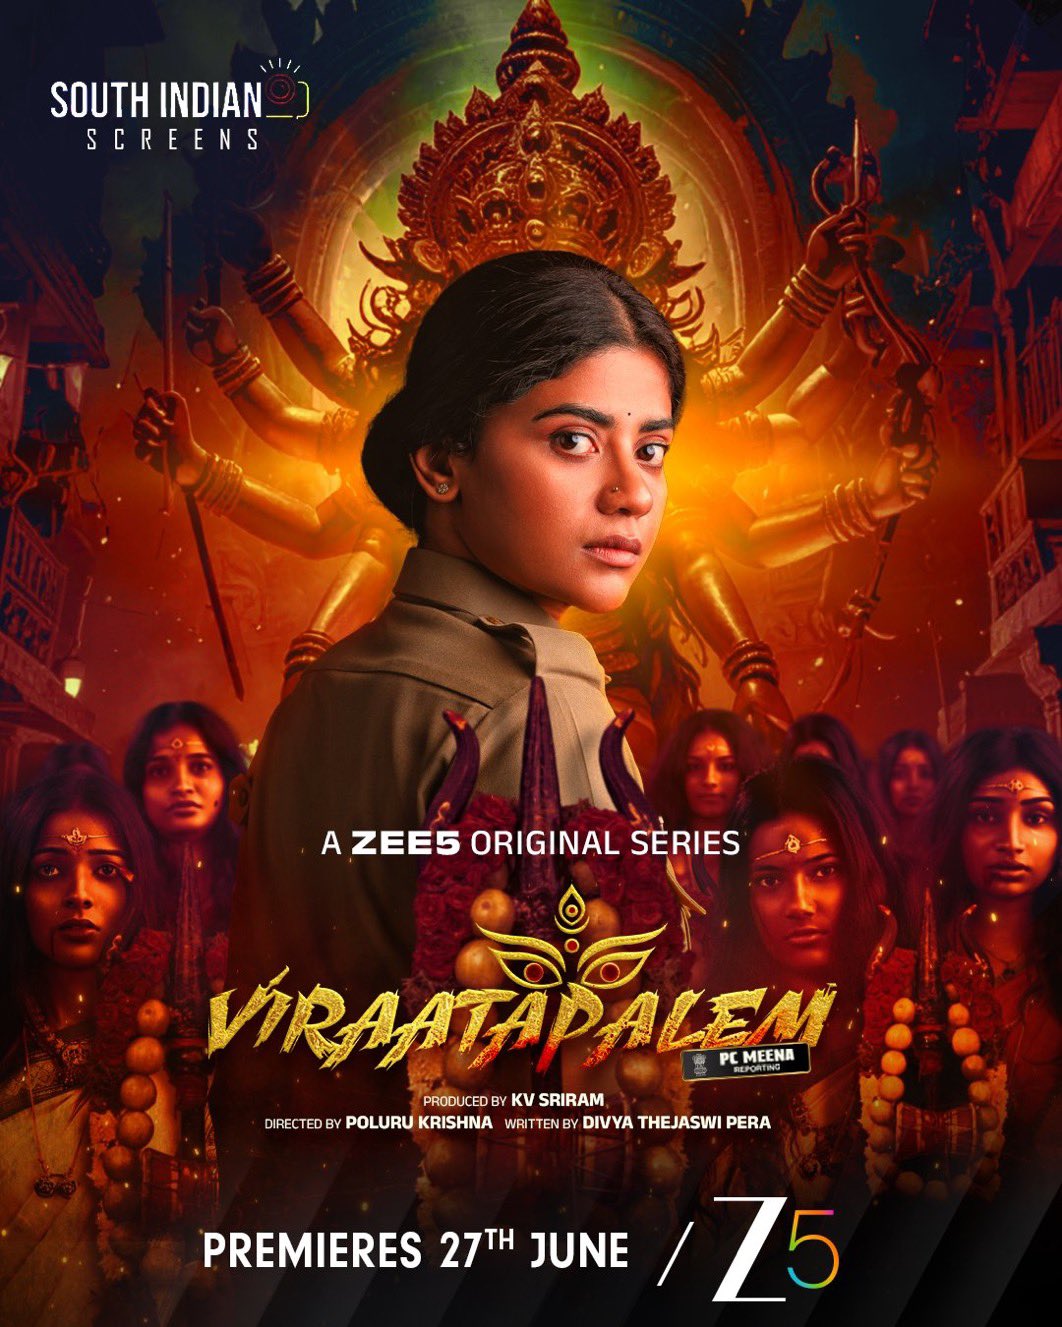 SOUTH INDIAN
SCREENS
A ZEE5 ORIGINAL SERIES
VIRAATAPALEM
PC MEENA
REPORTING
PRODUCED BY KV SRIRAM
DIRECTED BY POLURU KRISHNA WRITTEN BY DIVYA THEJASWI PERA
PREMIERES 27TH JUNE / Z5